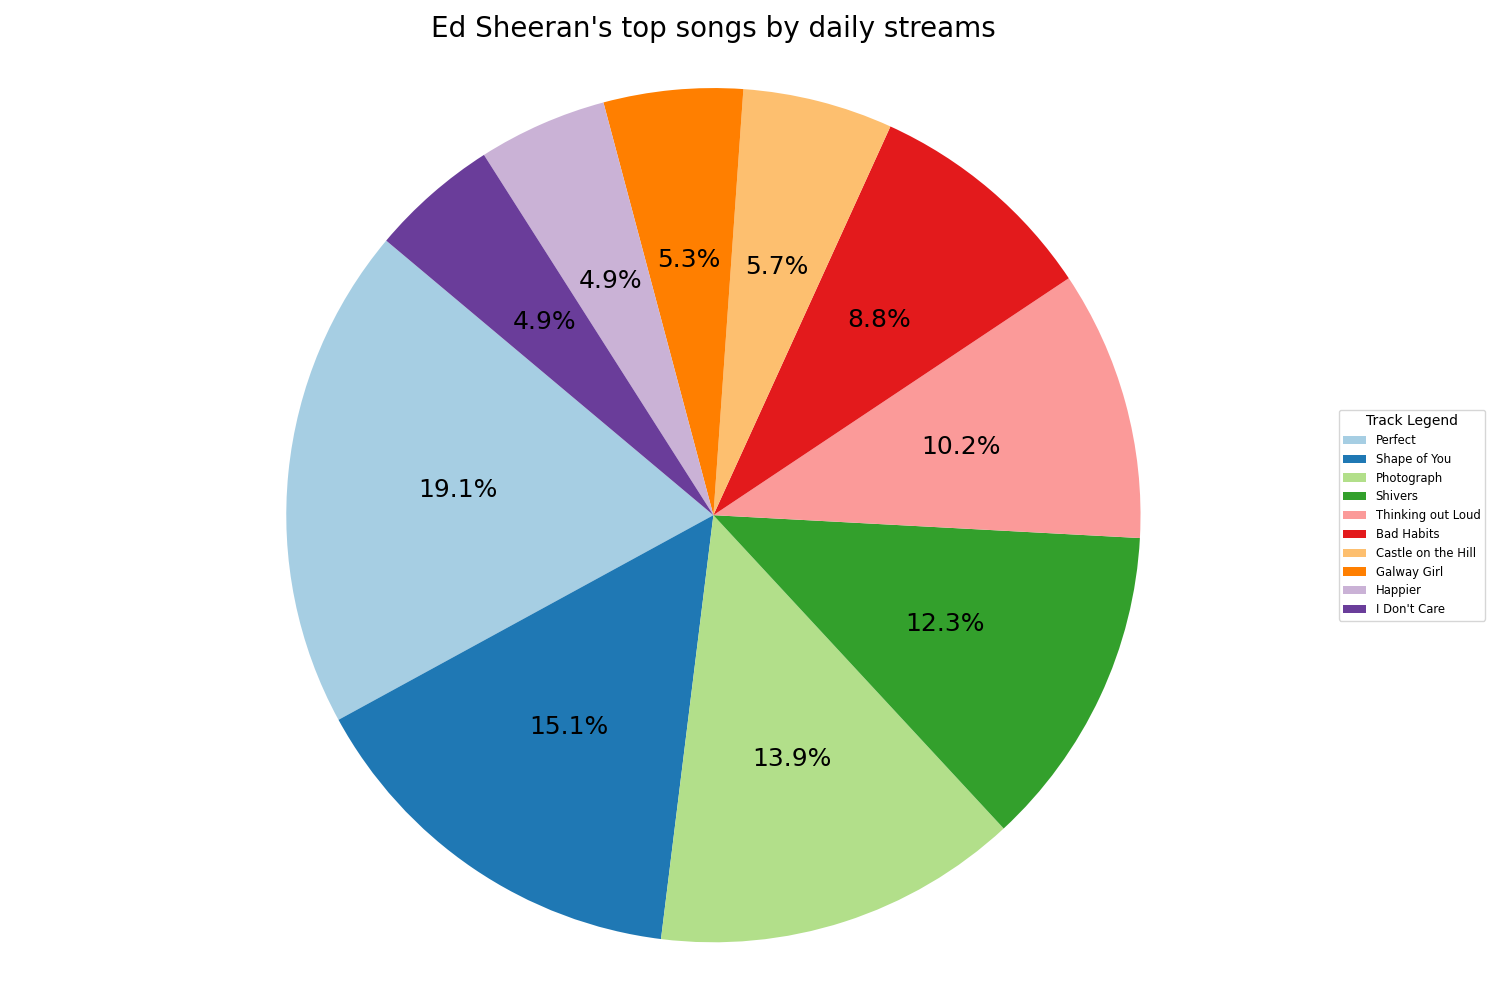 Ed Sheeran's top songs by daily streams
5.3%
5.7%
4.9%
8.8%
4.9%
10.2%
19.1%
12.3%
15.1%
13.9%
Track Legend
Perfect
Shape of You
Photograph
Shivers
Thinking out Loud
Bad Habits
Castle on the Hill
Galway Girl
Happier
I Don't Care